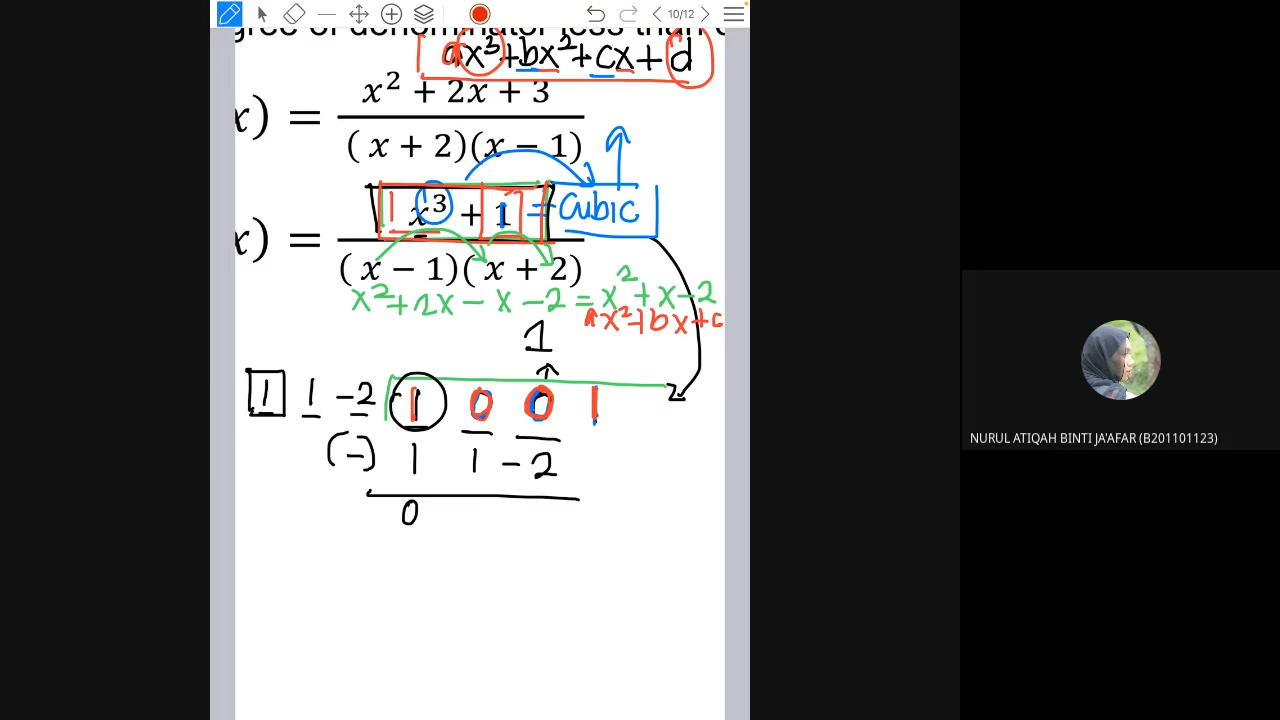 10/12
gree of denominator less than
ax³+bx²+cx+d
x) = x² + 2x + 3
( x + 2)(x − 1)
x) = 1 x³ + 1 = Cubic
( x − 1)( x + 2)
x²+2x−x−2=x²+x−2
ax²+bx+c
1
1 1 -2 1 0 0 1
(-) 1 1 -2
0
NURUL ATIQAH BINTI JA'AFAR (B201101123)